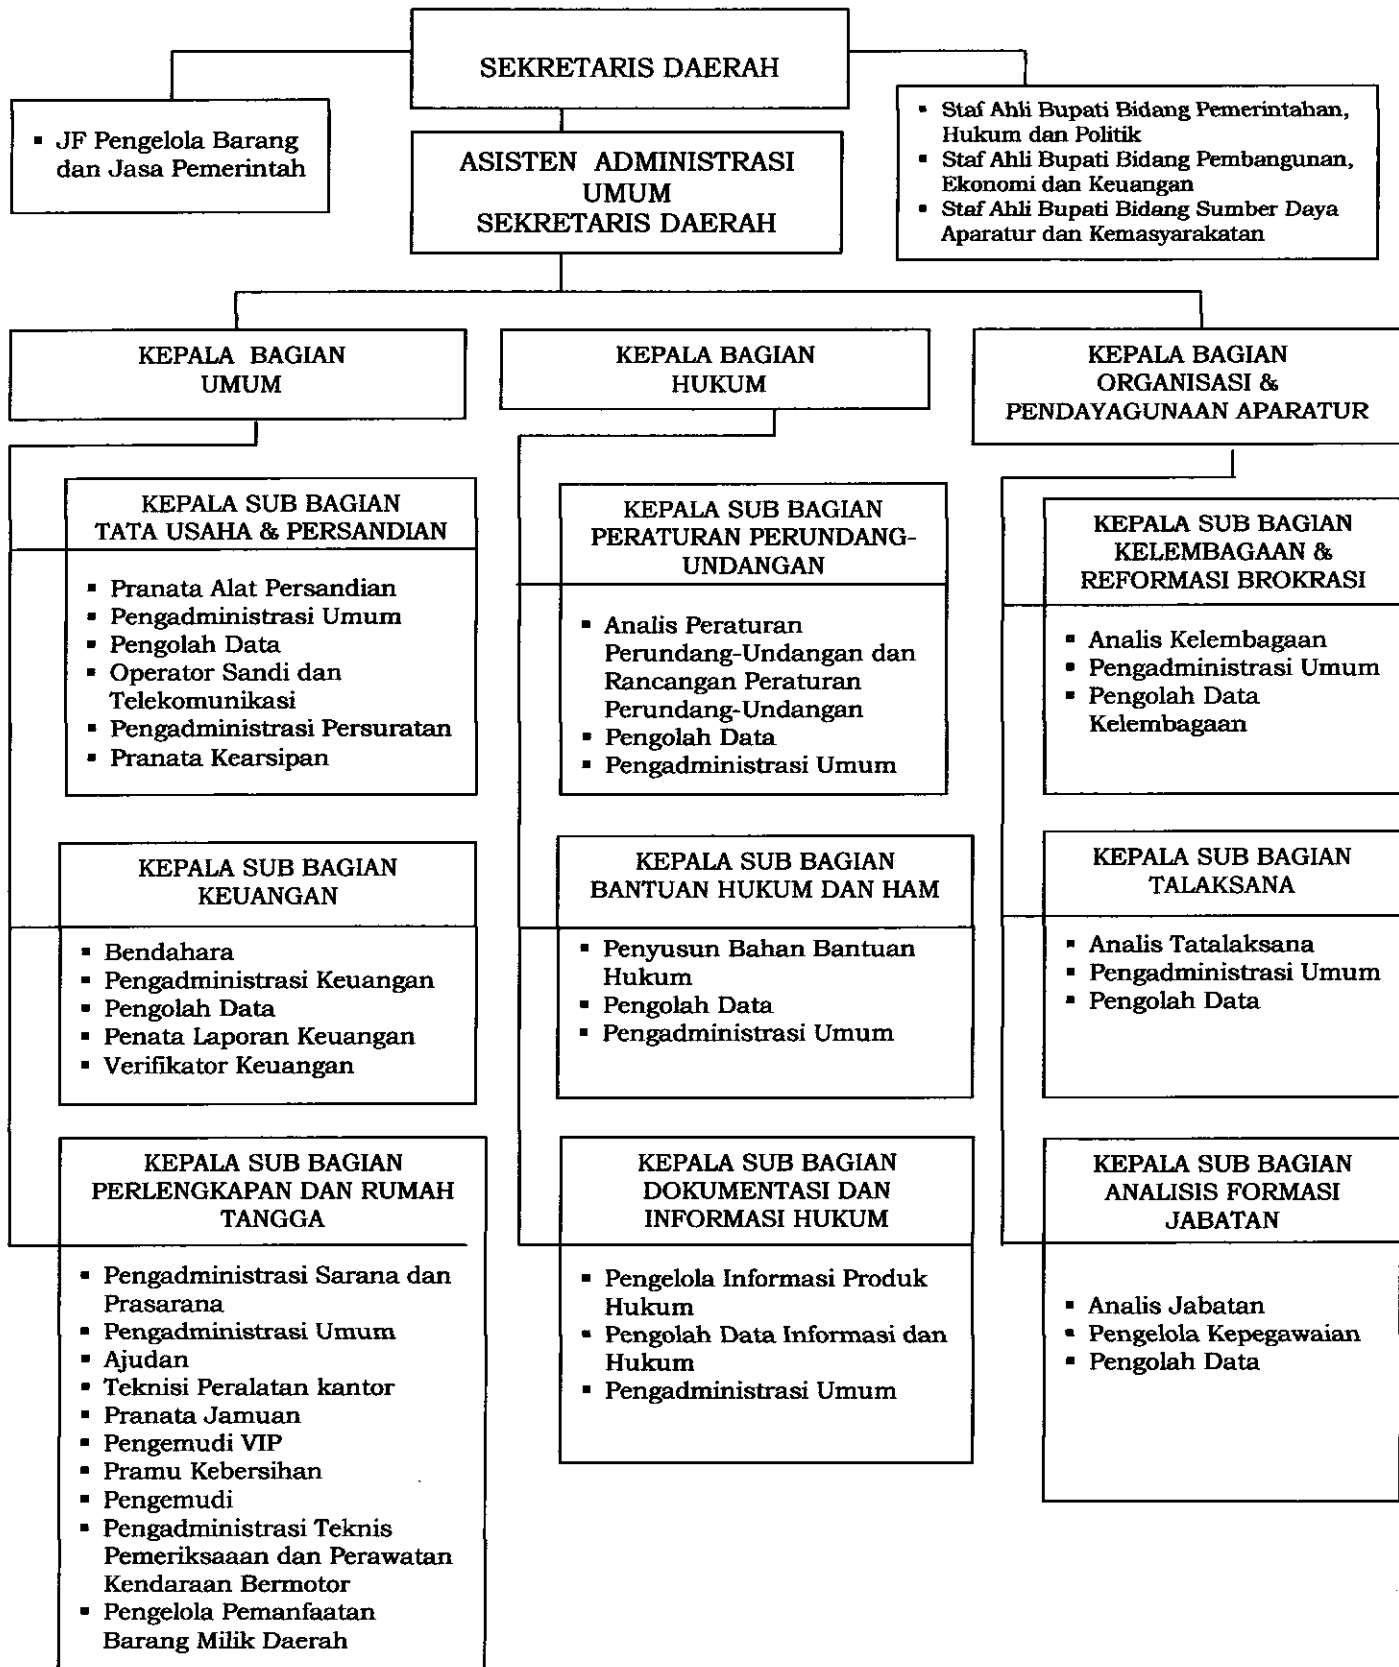 SEKRETARIS DAERAH
▪ JF Pengelola Barang
dan Jasa Pemerintah
▪ Staf Ahli Bupati Bidang Pemerintahan,
Hukum dan Politik
▪ Staf Ahli Bupati Bidang Pembangunan,
Ekonomi dan Keuangan
▪ Staf Ahli Bupati Bidang Sumber Daya
Aparatur dan Kemasyarakatan
ASISTEN ADMINISTRASI
UMUM
SEKRETARIS DAERAH
KEPALA BAGIAN
UMUM
KEPALA BAGIAN
HUKUM
KEPALA BAGIAN
ORGANISASI &
PENDAYAGUNAAN APARATUR
KEPALA SUB BAGIAN
TATA USAHA & PERSANDIAN
▪ Pranata Alat Persandian
▪ Pengadministrasi Umum
▪ Pengolah Data
▪ Operator Sandi dan
Telekomunikasi
▪ Pengadministrasi Persuratan
▪ Pranata Kearsipan
KEPALA SUB BAGIAN
PERATURAN PERUNDANG-
UNDANGAN
▪ Analis Peraturan
Perundang-Undangan dan
Rancangan Peraturan
Perundang-Undangan
▪ Pengolah Data
▪ Pengadministrasi Umum
KEPALA SUB BAGIAN
KELEMBAGAAN &
REFORMASI BROKRASI
▪ Analis Kelembagaan
▪ Pengadministrasi Umum
▪ Pengolah Data
Kelembagaan
KEPALA SUB BAGIAN
KEUANGAN
▪ Bendahara
▪ Pengadministrasi Keuangan
▪ Pengolah Data
▪ Penata Laporan Keuangan
▪ Verifikator Keuangan
KEPALA SUB BAGIAN
BANTUAN HUKUM DAN HAM
▪ Penyusun Bahan Bantuan
Hukum
▪ Pengolah Data
▪ Pengadministrasi Umum
KEPALA SUB BAGIAN
TALAKSANA
▪ Analis Tatalaksana
▪ Pengadministrasi Umum
▪ Pengolah Data
KEPALA SUB BAGIAN
PERLENGKAPAN DAN RUMAH
TANGGA
▪ Pengadministrasi Sarana dan
Prasarana
▪ Pengadministrasi Umum
▪ Ajudan
▪ Teknisi Peralatan kantor
▪ Pranata Jamuan
▪ Pengemudi VIP
▪ Pramu Kebersihan
▪ Pengemudi
▪ Pengadministrasi Teknis
Pemeriksaaan dan Perawatan
Kendaraan Bermotor
▪ Pengelola Pemanfaatan
Barang Milik Daerah
KEPALA SUB BAGIAN
DOKUMENTASI DAN
INFORMASI HUKUM
▪ Pengelola Informasi Produk
Hukum
▪ Pengolah Data Informasi dan
Hukum
▪ Pengadministrasi Umum
KEPALA SUB BAGIAN
ANALISIS FORMASI
JABATAN
▪ Analis Jabatan
▪ Pengelola Kepegawaian
▪ Pengolah Data